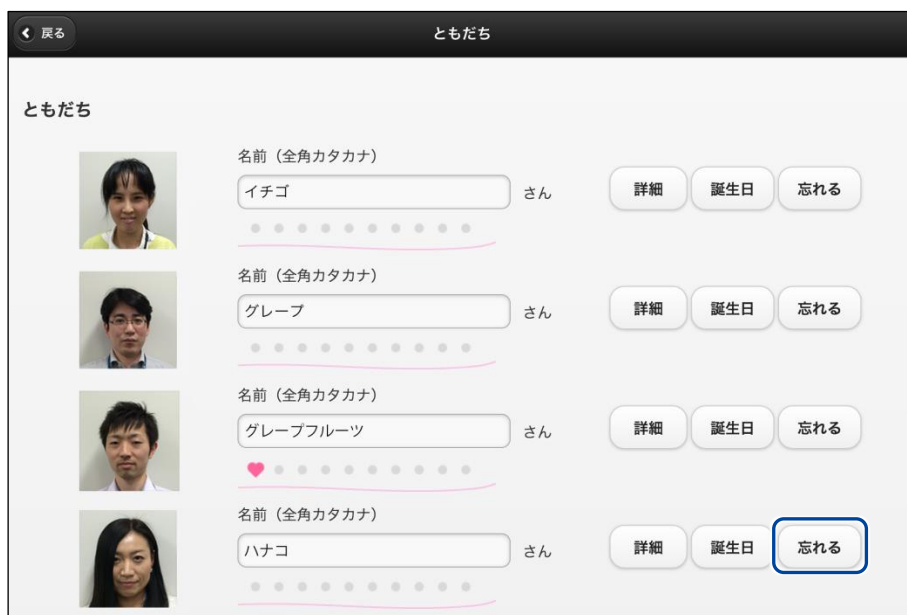 戻る
ともだち
ともだち
名前（全角カタカナ）
イチゴ さん 詳細 誕生日 忘れる
名前（全角カタカナ）
グレープ さん 詳細 誕生日 忘れる
名前（全角カタカナ）
グレープフルーツ さん 詳細 誕生日 忘れる
名前（全角カタカナ）
ハナコ さん 詳細 誕生日 忘れる